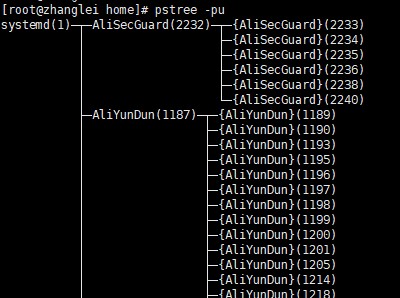 [root@zhanglei home]# pstree -pu
systemd(1)─┬─AliSecGuard(2232)─┬─{AliSecGuard}(2233)
├─{AliSecGuard}(2234)
├─{AliSecGuard}(2235)
├─{AliSecGuard}(2236)
├─{AliSecGuard}(2238)
└─{AliSecGuard}(2240)
├─AliYunDun(1187)─┬─{AliYunDun}(1189)
├─{AliYunDun}(1190)
├─{AliYunDun}(1193)
├─{AliYunDun}(1195)
├─{AliYunDun}(1196)
├─{AliYunDun}(1197)
├─{AliYunDun}(1198)
├─{AliYunDun}(1199)
├─{AliYunDun}(1200)
├─{AliYunDun}(1201)
├─{AliYunDun}(1205)
├─{AliYunDun}(1214)
├─{AliYunDun}(1218)